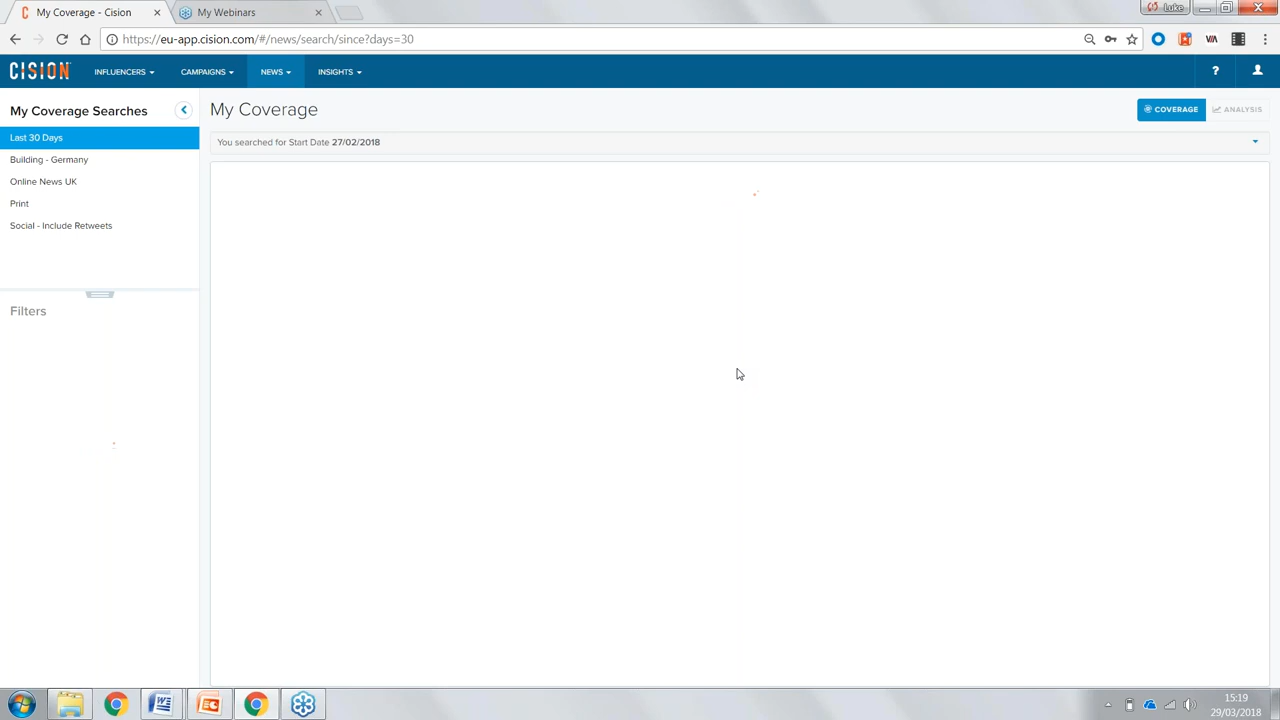 My Coverage - Cision
My Webinars
Luke
https://eu-app.cision.com/#/news/search/since?days=30
VIA
CISION
INFLUENCERS
CAMPAIGNS
NEWS
INSIGHTS
?
My Coverage Searches
My Coverage
COVERAGE
ANALYSIS
Last 30 Days
You searched for Start Date 27/02/2018
Building - Germany
Online News UK
Print
Social - Include Retweets
Filters
15:19
29/03/2018